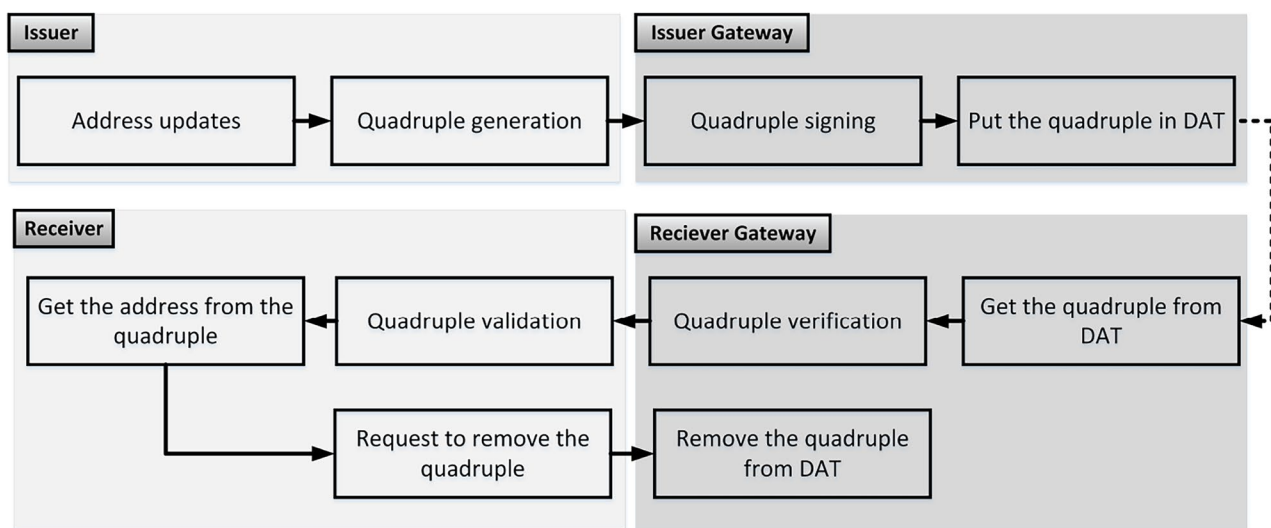 Issuer
Issuer Gateway
Address updates
Quadruple generation
Quadruple signing
Put the quadruple in DAT
Receiver
Reciever Gateway
Get the address from the
quadruple
Quadruple validation
Quadruple verification
Get the quadruple from
DAT
Request to remove the
quadruple
Remove the quadruple
from DAT